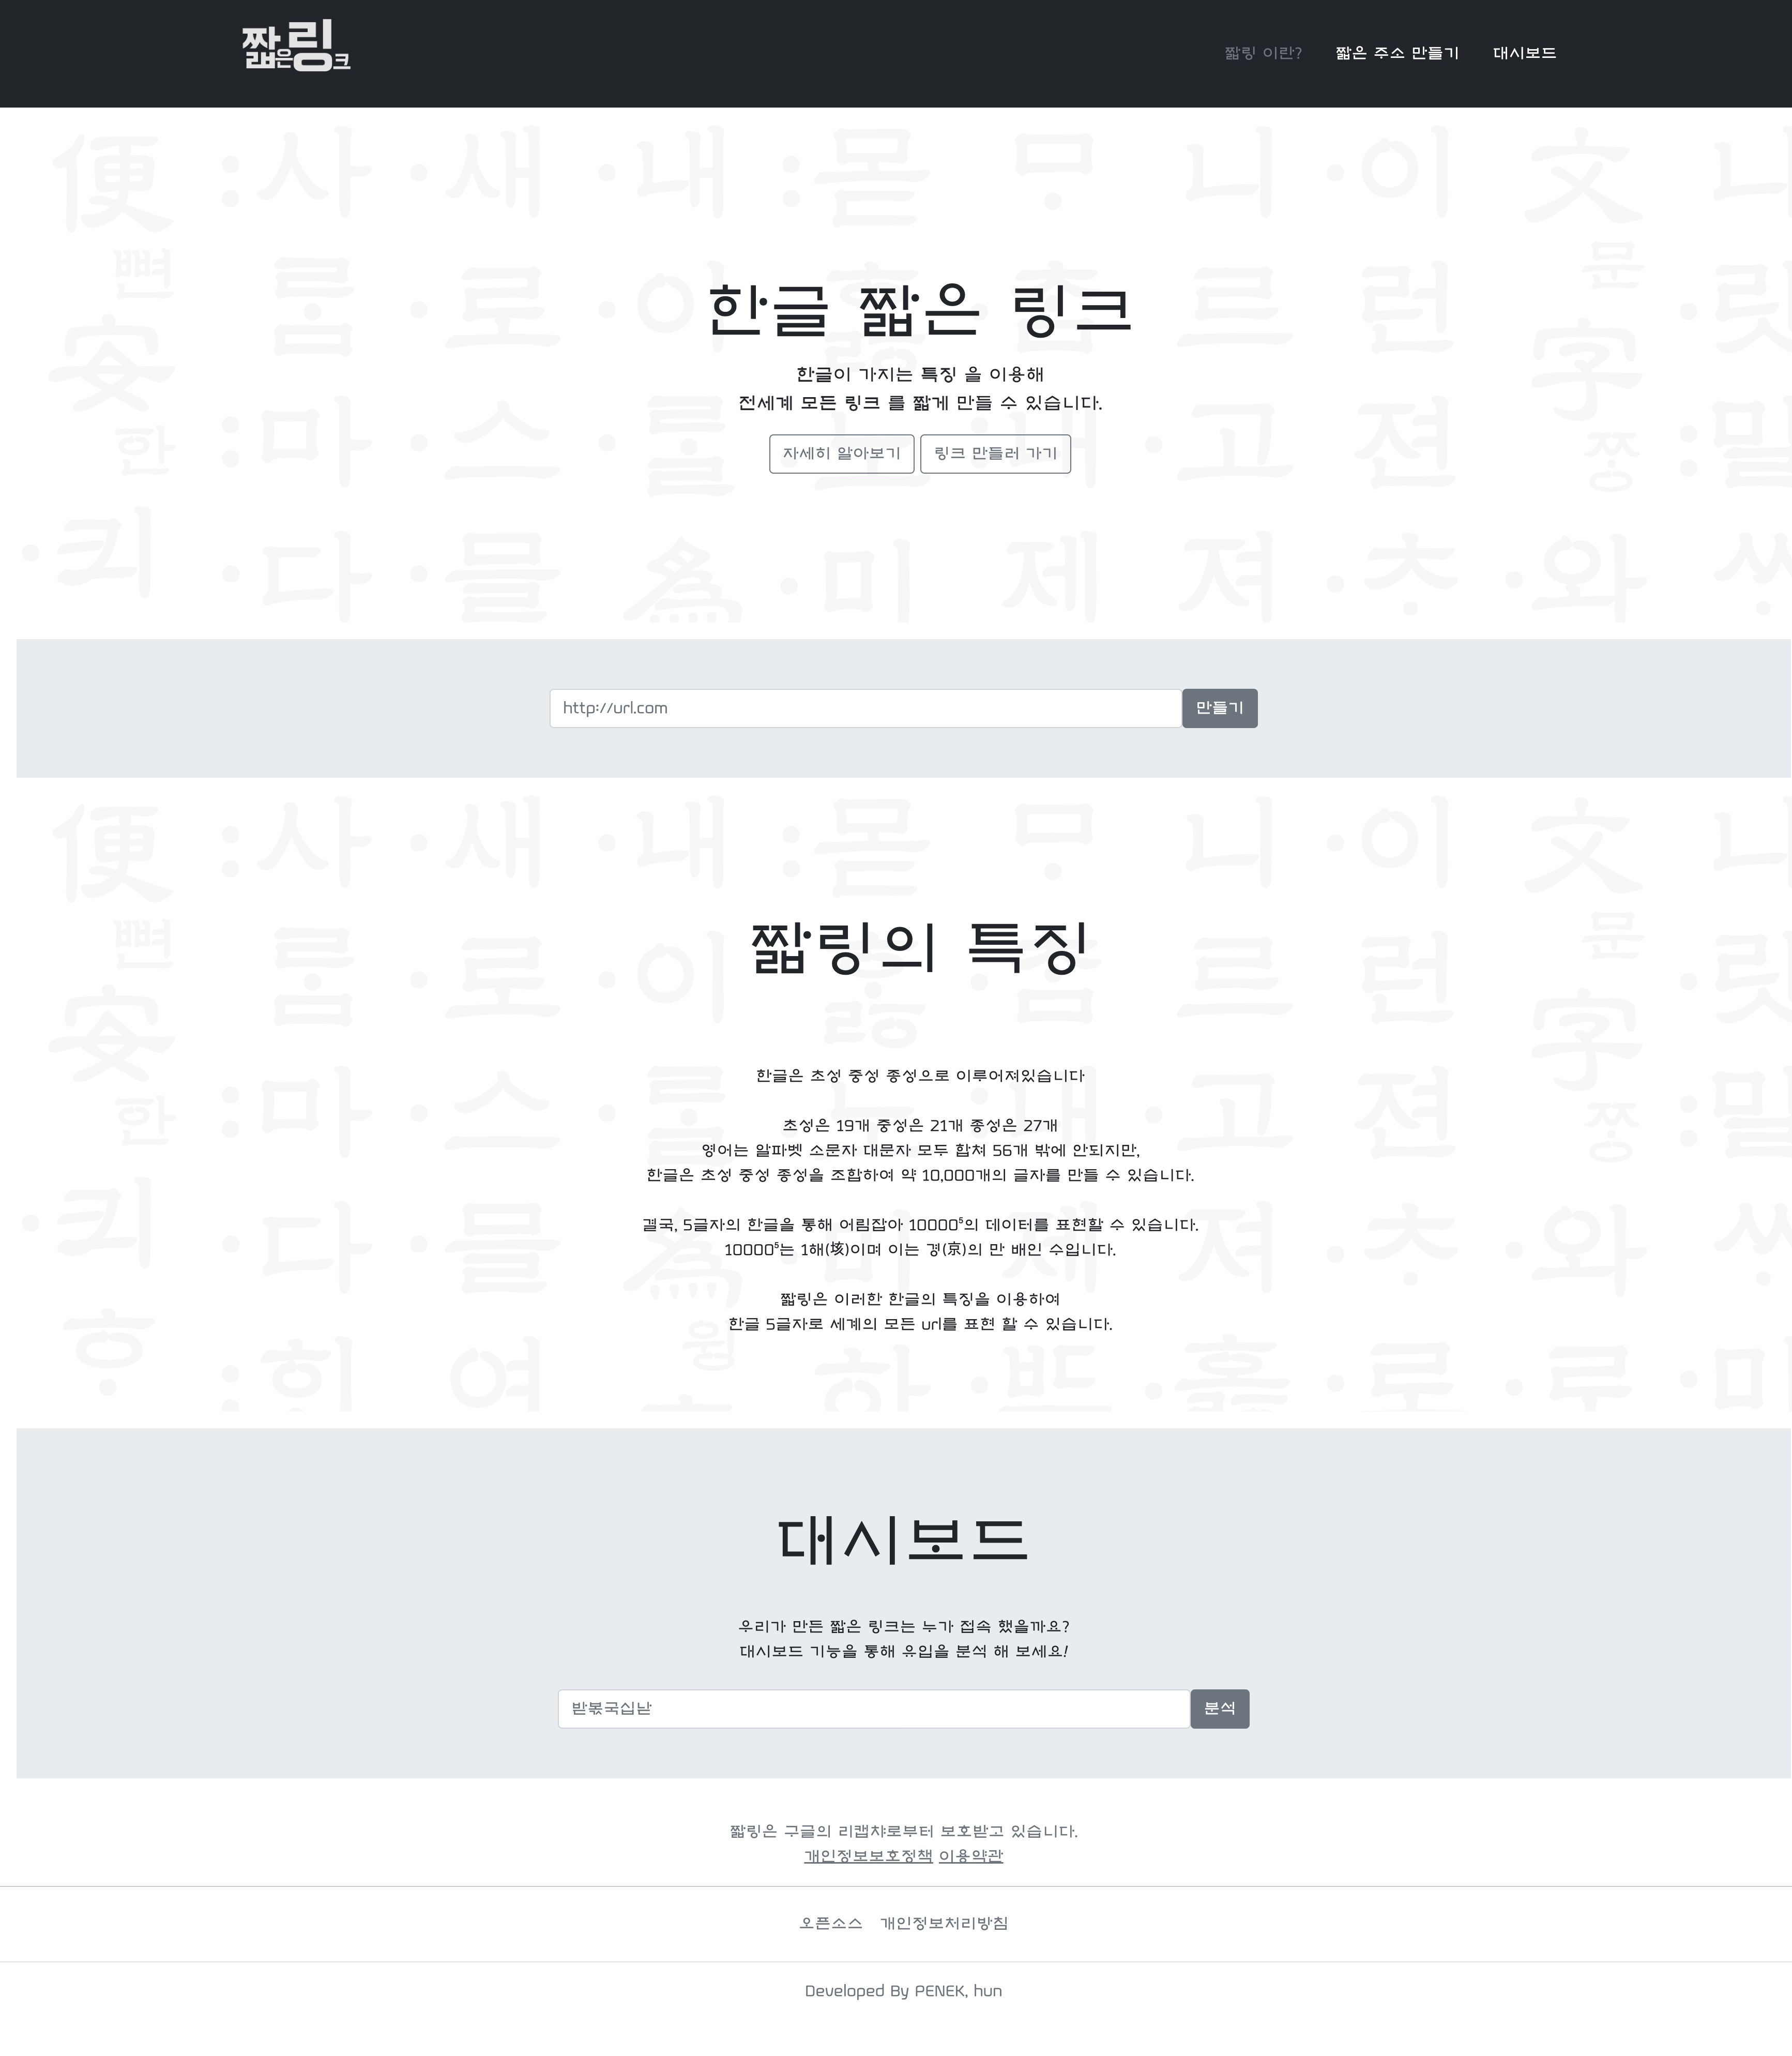 짧은링크
짧링 이란?
짧은 주소 만들기
대시보드
한글 짧은 링크
한글이 가지는 특징 을 이용해
전세계 모든 링크 를 짧게 만들 수 있습니다.
자세히 알아보기
링크 만들러 가기
http://url.com
만들기
짧링의 특징
한글은 초성 중성 종성으로 이루어져있습니다
초성은 19개 중성은 21개 종성은 27개
영어는 알파벳 소문자 대문자 모두 합쳐 56개 밖에 안되지만,
한글은 초성 중성 종성을 조합하여 약 10,000개의 글자를 만들 수 있습니다.
결국, 5글자의 한글을 통해 어림잡아 10000⁵의 데이터를 표현할 수 있습니다.
10000⁵는 1해(垓)이며 이는 경(京)의 만 배인 수입니다.
짧링은 이러한 한글의 특징을 이용하여
한글 5글자로 세계의 모든 url를 표현 할 수 있습니다.
대시보드
우리가 만든 짧은 링크는 누가 접속 했을까요?
대시보드 기능을 통해 유입을 분석 해 보세요!
분석
짧링은 구글의 리캡챠로부터 보호받고 있습니다.
개인정보보호정책 이용약관
오픈소스 개인정보처리방침
Developed By PENEK, hun